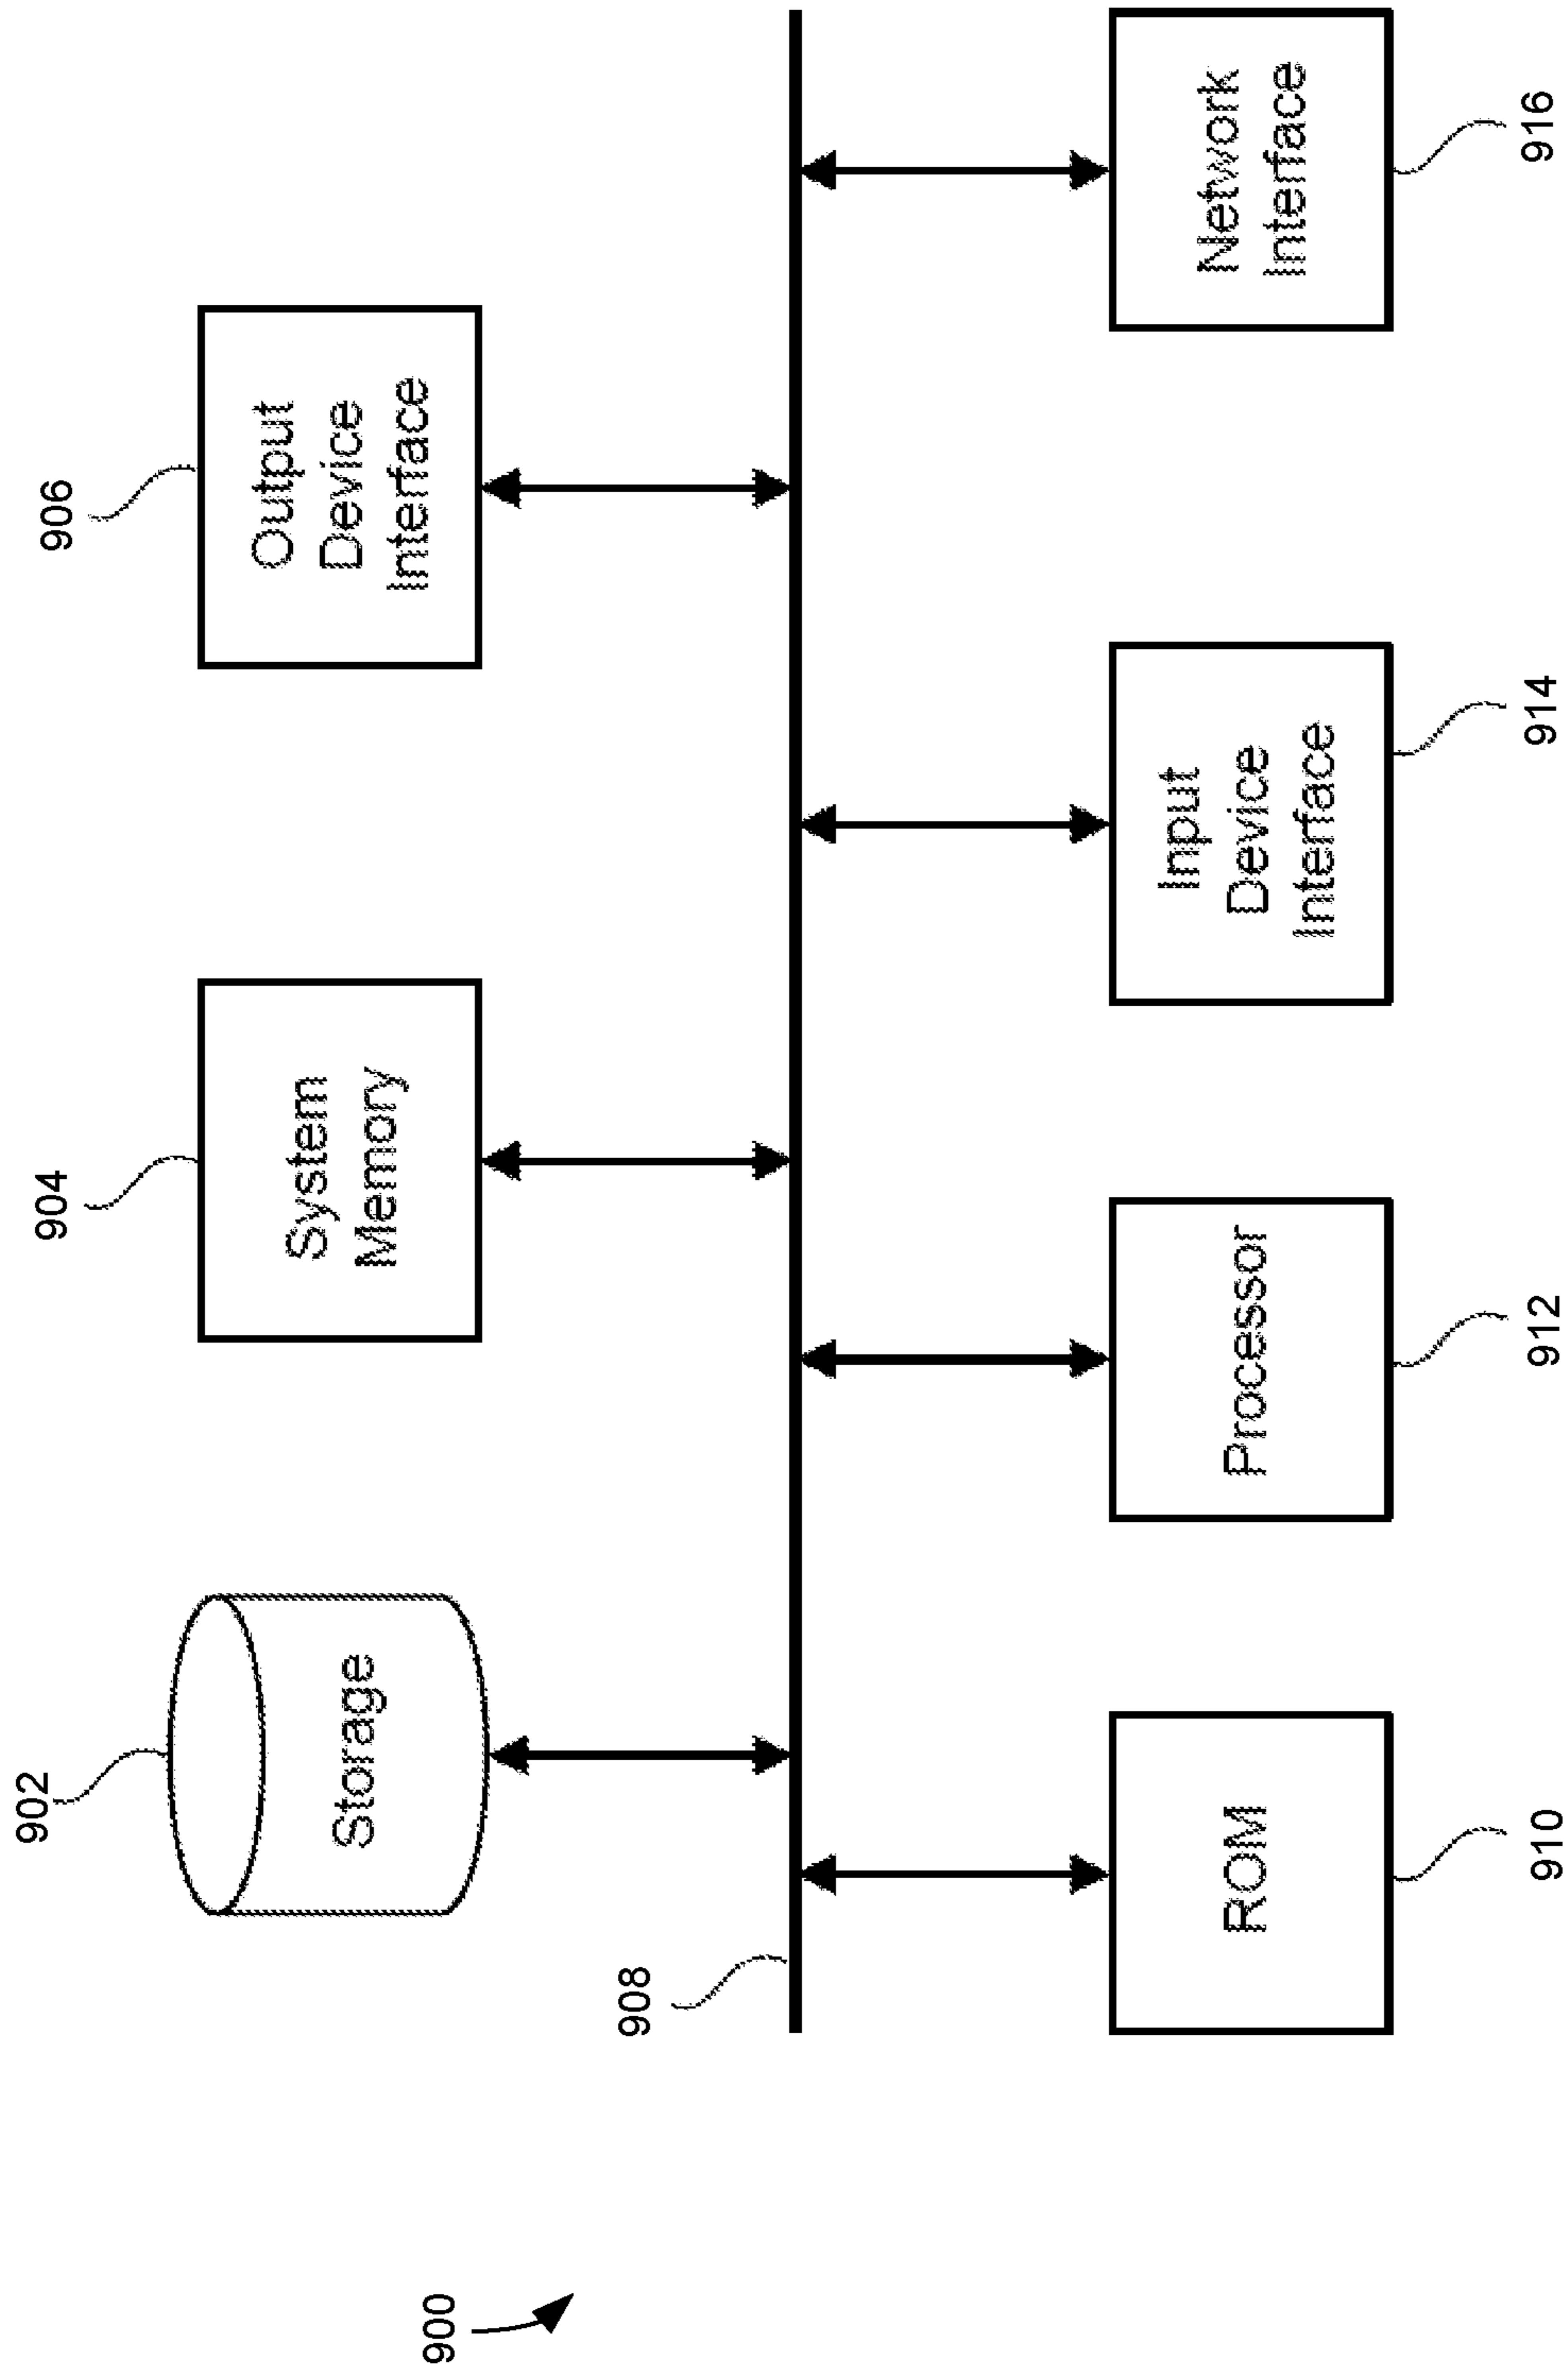 900
902
904
906
Storage
System
Memory
Output
Device
Interface
908
ROM
Processor
Input
Device
Interface
Network
Interface
910
912
914
916